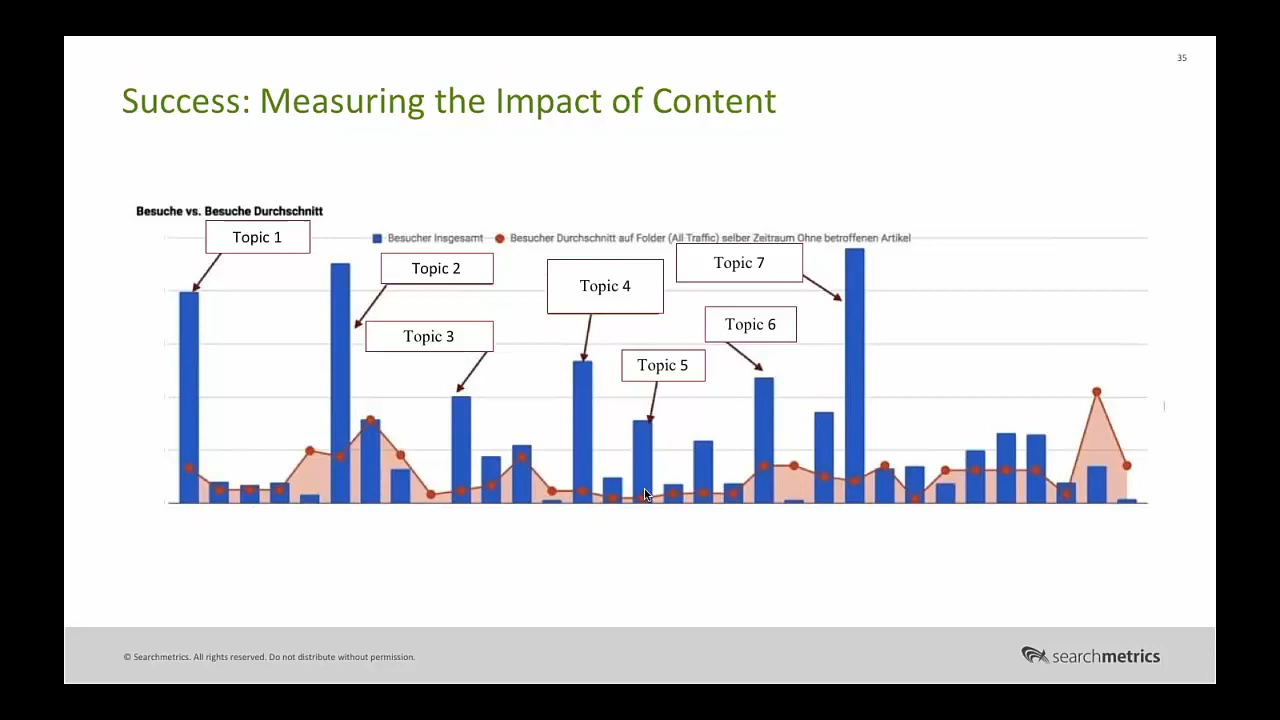 35
Success: Measuring the Impact of Content
Besuche vs. Besuche Durchschnitt
Besucher Insgesamt
Besucher Durchschnitt auf Folder (All Traffic) selber Zeitraum Ohne betroffenen Artikel
Topic 1
Topic 2
Topic 3
Topic 4
Topic 5
Topic 6
Topic 7
© Searchmetrics. All rights reserved. Do not distribute without permission.
searchmetrics